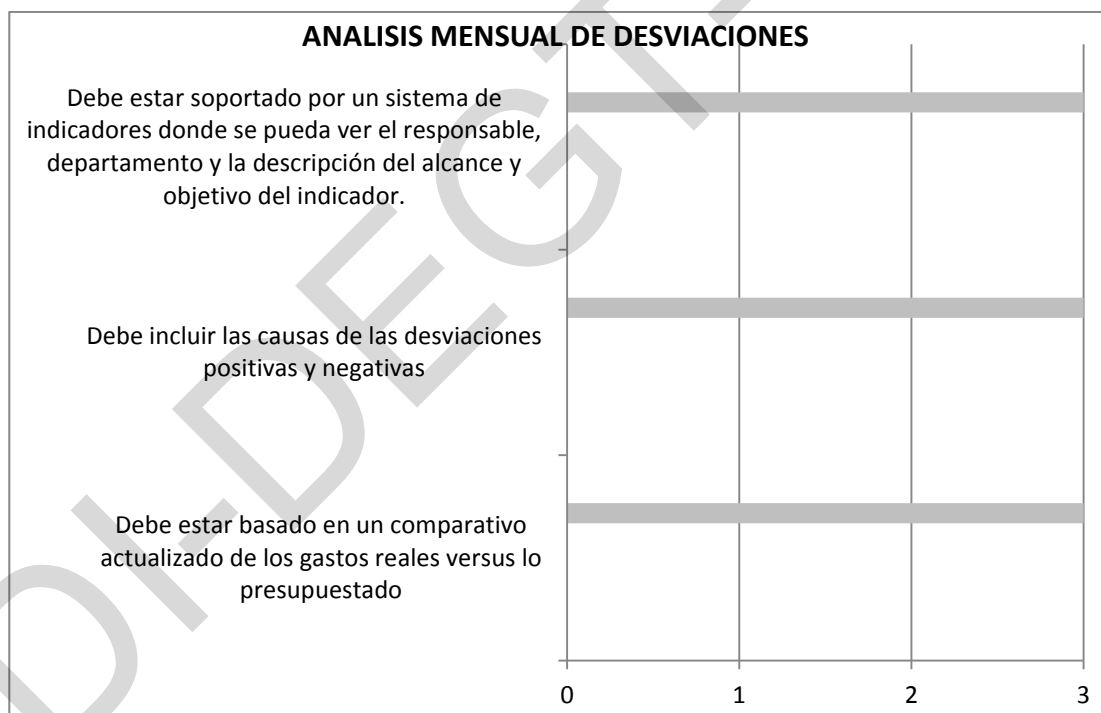 ANALISIS MENSUAL DE DESVIACIONES
Debe estar soportado por un sistema de
indicadores donde se pueda ver el responsable,
departamento y la descripción del alcance y
objetivo del indicador.
Debe incluir las causas de las desviaciones
positivas y negativas
Debe estar basado en un comparativo
actualizado de los gastos reales versus lo
presupuestado
0 1 2 3
DI-DEGT-